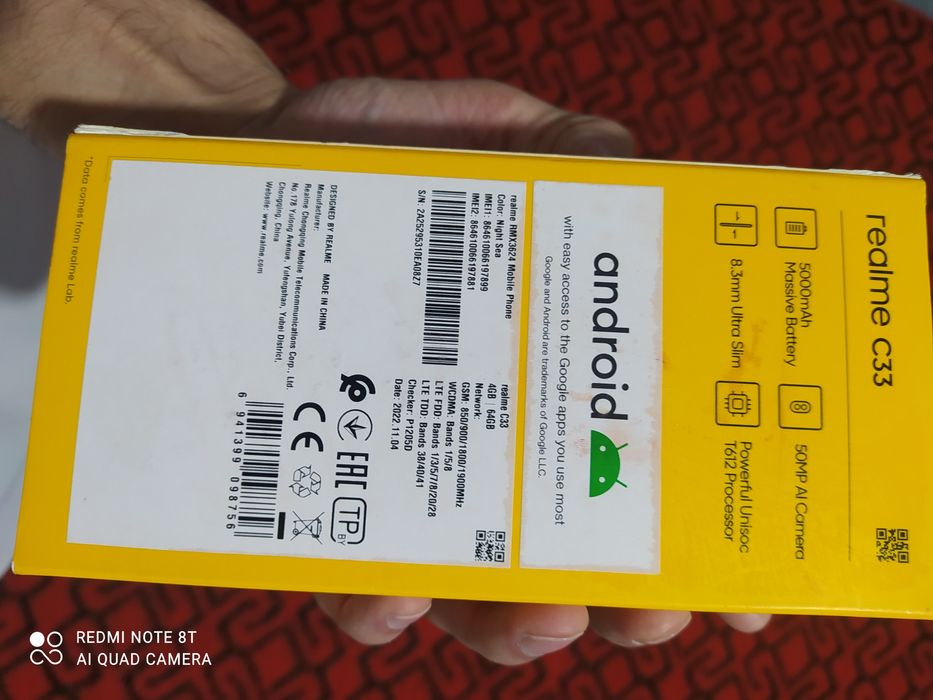 realme C33
5000mAh
Massive Battery
50MP AI Camera
8.3mm Ultra Slim
Powerful Unisoc
T612 Processor
android
with easy access to the Google apps you use most
Google and Android are trademarks of Google LLC.
realme RMX3624 Mobile Phone
Color: Night Sea
IMEI1: 864610066197899
IMEI2: 864610066197881
S/N: 2A25295310EA08Z7
realme C33
4GB | 64GB
Network:
GSM: 850/900/1800/1900MHz
WCDMA: Bands 1/5/8
LTE FDD: Bands 1/3/5/7/8/20/28
LTE TDD: Bands 38/40/41
Checker: P1205D
Date: 2022.11.04
DESIGNED BY REALME MADE IN CHINA
Manufacturer:
Realme Chongqing Mobile Telecommunications Corp., Ltd.
No.178 Yulong Avenue, Yufengshan, Yubei District,
Chongqing, China
Website: www.realme.com
CE
EAC
TP
BY
6 941399 098756
*Data comes from realme Lab.
REDMI NOTE 8T
AI QUAD CAMERA